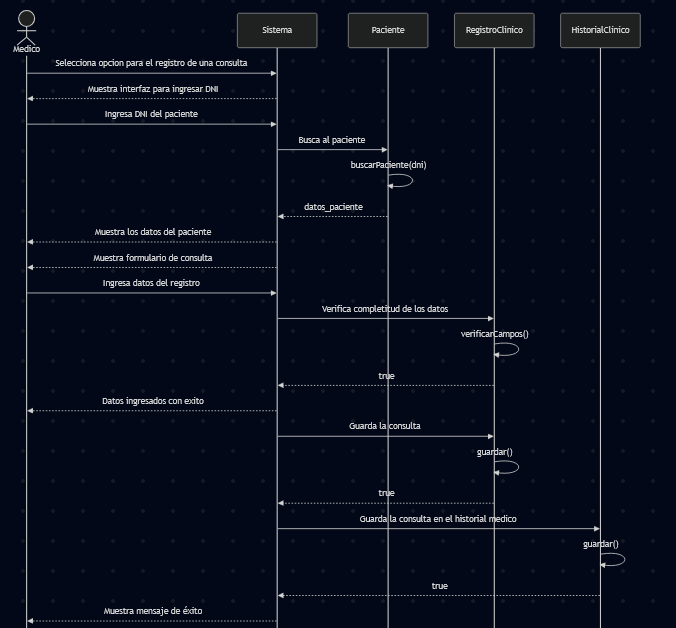 Medico
Sistema
Paciente
RegistroClinico
HistorialClinico
Selecciona opcion para el registro de una consulta
Muestra interfaz para ingresar DNI
Ingresa DNI del paciente
Busca al paciente
buscarPaciente(dni)
datos_paciente
Muestra los datos del paciente
Muestra formulario de consulta
Ingresa datos del registro
Verifica completitud de los datos
verificarCampos()
true
Datos ingresados con exito
Guarda la consulta
guardar()
true
Guarda la consulta en el historial medico
guardar()
true
Muestra mensaje de éxito